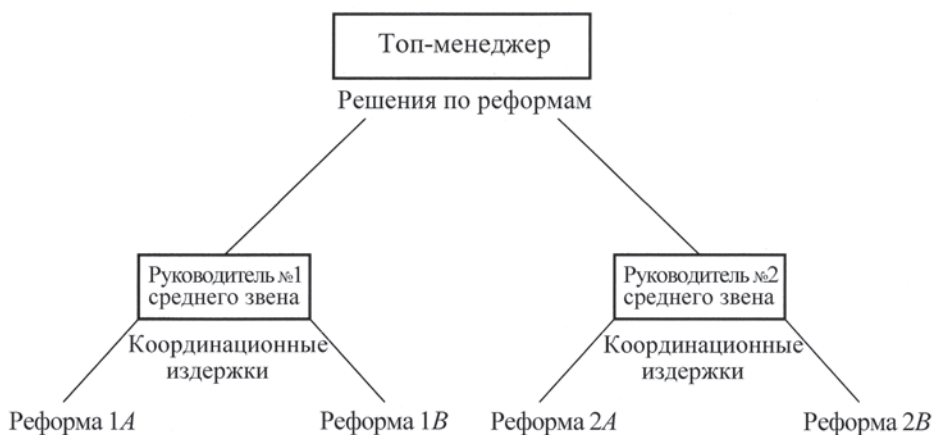 Топ-менеджер
Решения по реформам
Руководитель №1
среднего звена
Руководитель №2
среднего звена
Координационные
издержки
Координационные
издержки
Реформа 1A
Реформа 1B
Реформа 2A
Реформа 2B